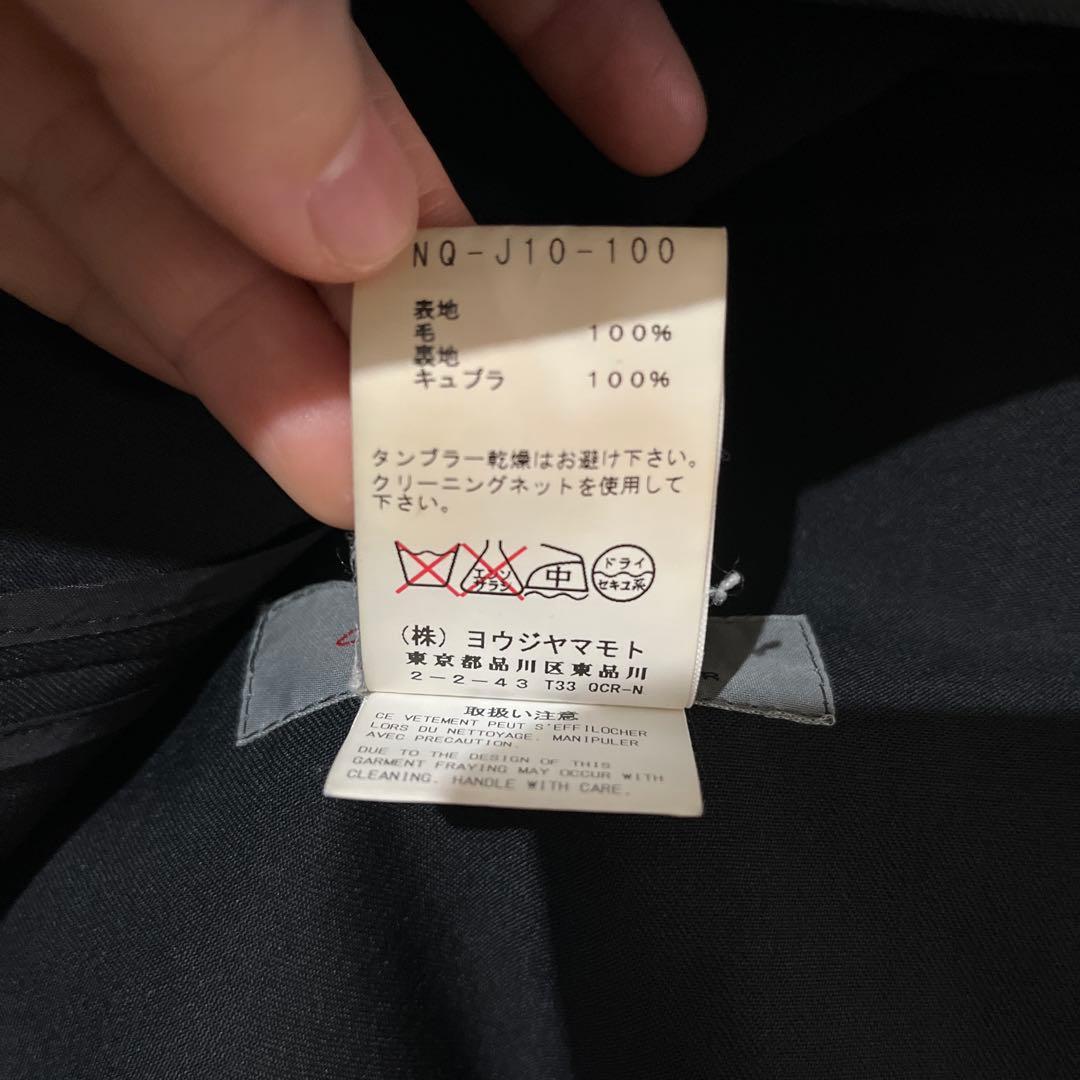 NQ-J10-100
表地
毛 100%
裏地
キュプラ 100%
タンブラー乾燥はお避け下さい。
クリーニングネットを使用して
下さい。
エンソ
サラシ
中
ドライ
セキユ系
(株) ヨウジヤマモト
東京都品川区東品川
2-2-43 T33 QCR-N
取扱い注意
CE VETEMENT PEUT S'EFFILOCHER
LORS DU NETTOYAGE. MANIPULER
AVEC PRECAUTION.
DUE TO THE DESIGN OF THIS
GARMENT FRAYING MAY OCCUR WITH
CLEANING. HANDLE WITH CARE.